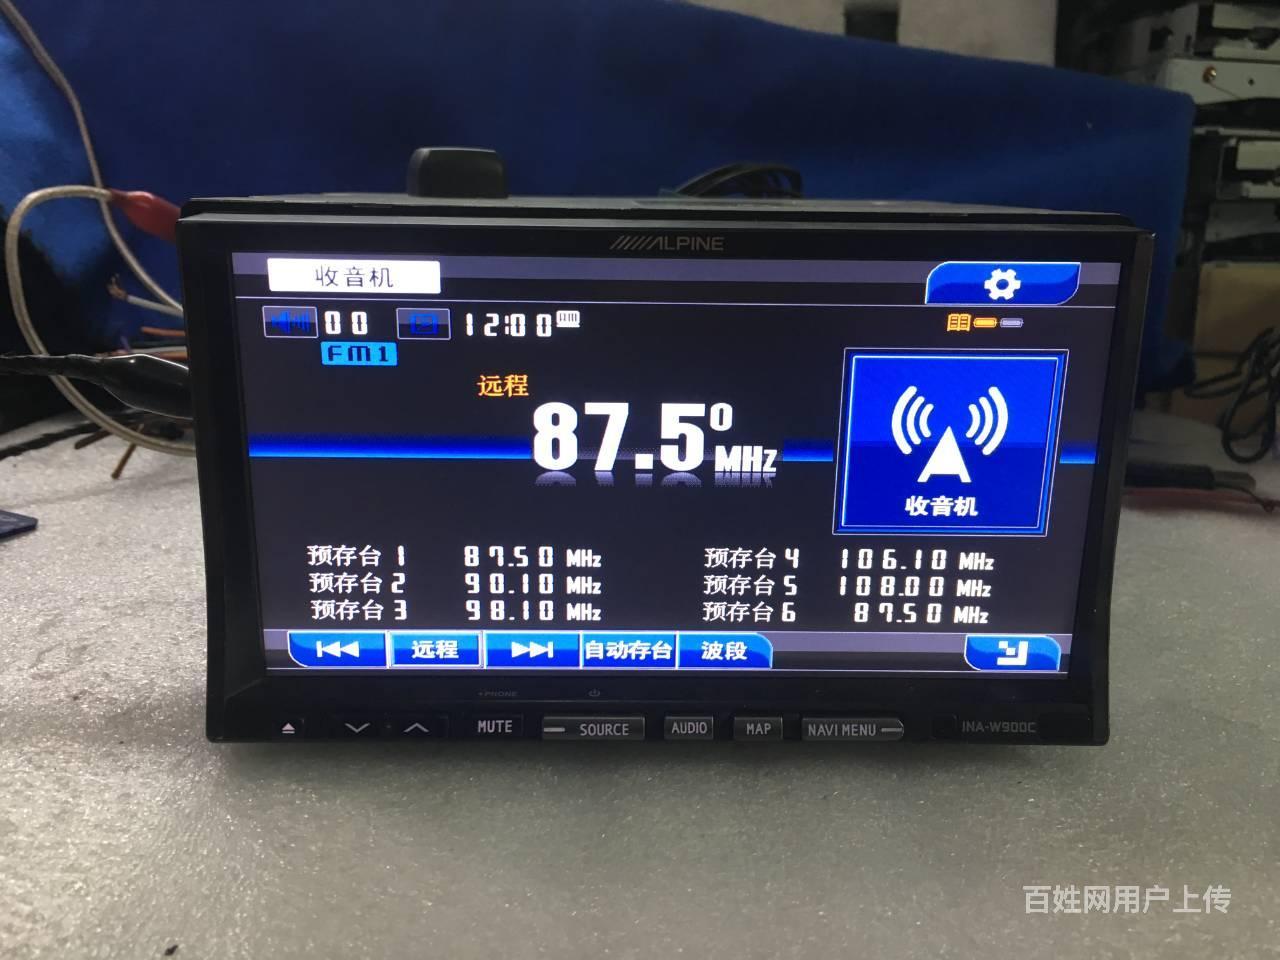 ALPINE
收音机
00
12:00
FM1
远程
87.50 MHz
收音机
预存台 1 87.50 MHz
预存台 4 106.10 MHz
预存台 2 90.10 MHz
预存台 5 108.00 MHz
预存台 3 98.10 MHz
预存台 6 87.50 MHz
远程 自动存台 波段
+PHONE
MUTE SOURCE AUDIO MAP NAVI MENU INA-W900C
百姓网用户上传